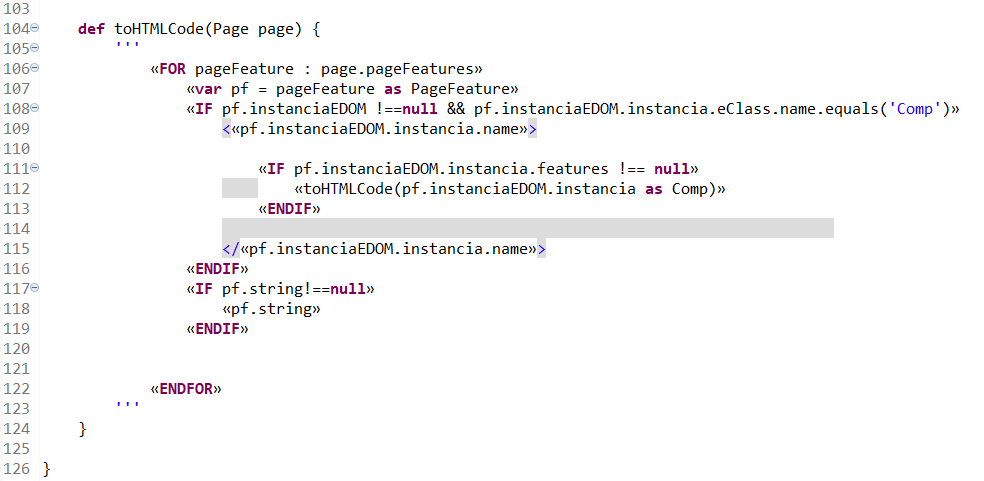 103
104 def toHTMLCode(Page page) {
105 '''
106 «FOR pageFeature : page.pageFeatures»
107 «var pf = pageFeature as PageFeature»
108 «IF pf.instanciaEDOM !==null && pf.instanciaEDOM.instancia.eClass.name.equals('Comp')»
109 <«pf.instanciaEDOM.instancia.name»>
110
111 «IF pf.instanciaEDOM.instancia.features !== null»
112 «toHTMLCode(pf.instanciaEDOM.instancia as Comp)»
113 «ENDIF»
114
115 </«pf.instanciaEDOM.instancia.name»>
116 «ENDIF»
117 «IF pf.string!==null»
118 «pf.string»
119 «ENDIF»
120
121
122 «ENDFOR»
123 '''
124 }
125
126 }